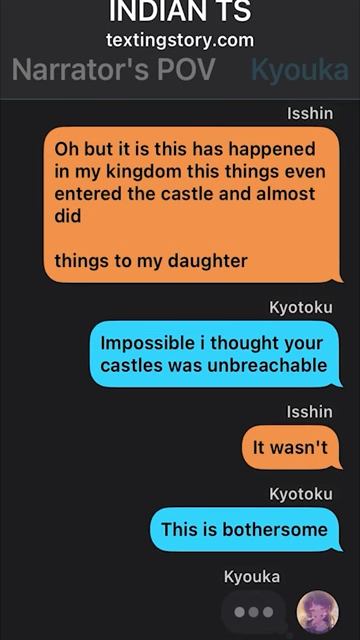 INDIAN TS
textingstory.com
Narrator's POV Kyouka
Isshin
Oh but it is this has happened
in my kingdom this things even
entered the castle and almost
did
things to my daughter
Kyotoku
Impossible i thought your
castles was unbreachable
Isshin
It wasn't
Kyotoku
This is bothersome
Kyouka